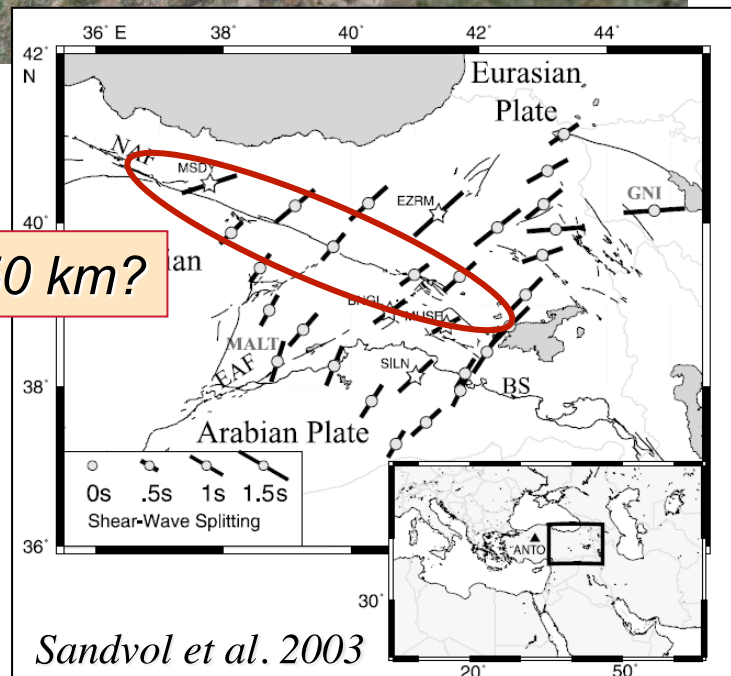 36˚ E
38
40
42
44
42˚
N
Eurasian
Plate
NAF
MSDY
EZRM
GNI
40˚
0 km?
ian
BNGL
MUSR
MALT
EAF
SILN
BS
38˚
Arabian Plate
0s
.5s
1s
1.5s
Shear-Wave Splitting
36˚
ANTO
30˚
20˚
50˚
Sandvol et al. 2003